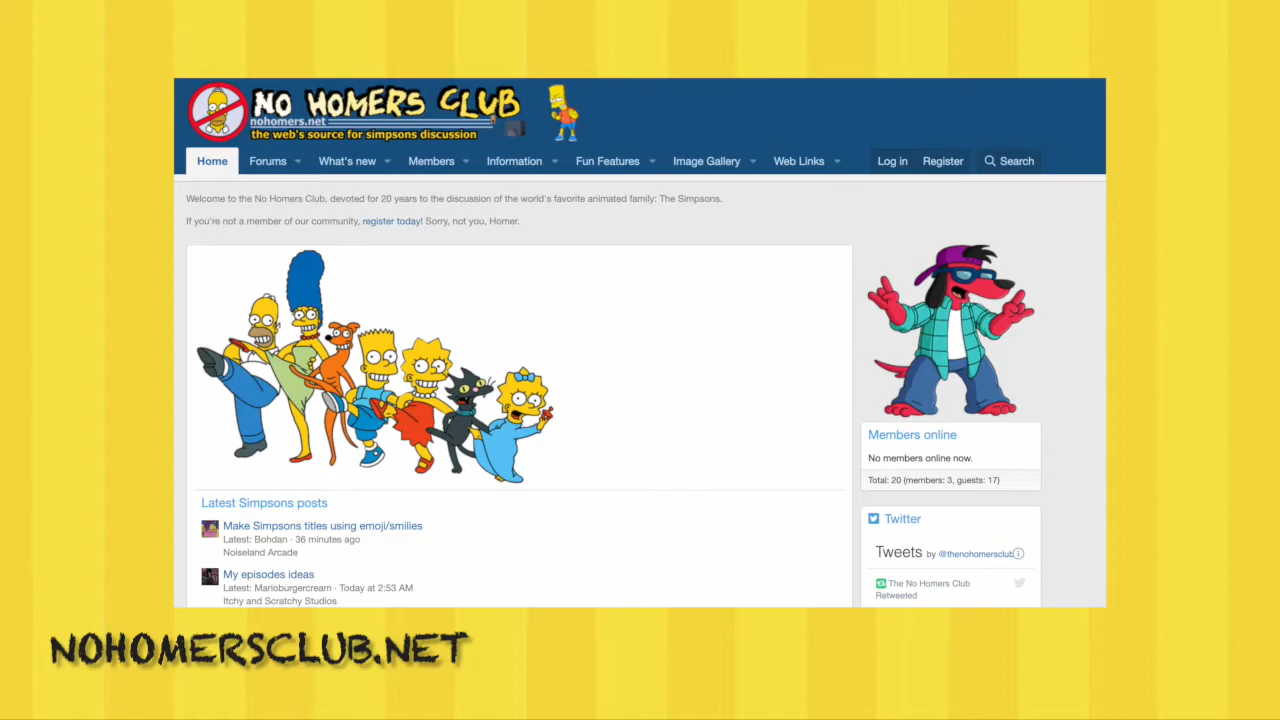 NO HOMERS CLUB
nohomers.net
the web's source for simpsons discussion
Home Forums What's new Members Information Fun Features Image Gallery Web Links Log in Register Search
Welcome to the No Homers Club, devoted for 20 years to the discussion of the world's favorite animated family: The Simpsons.
If you're not a member of our community, register today! Sorry, not you, Homer.
Members online
No members online now.
Total: 20 (members: 3, guests: 17)
Latest Simpsons posts
Make Simpsons titles using emoji/smilies
Latest: Bohdan · 36 minutes ago
Noiseland Arcade
My episodes ideas
Latest: Marioburgercream · Today at 2:53 AM
Itchy and Scratchy Studios
Twitter
Tweets by @thenohomersclub
The No Homers Club
Retweeted
NOHOMERSCLUB.NET